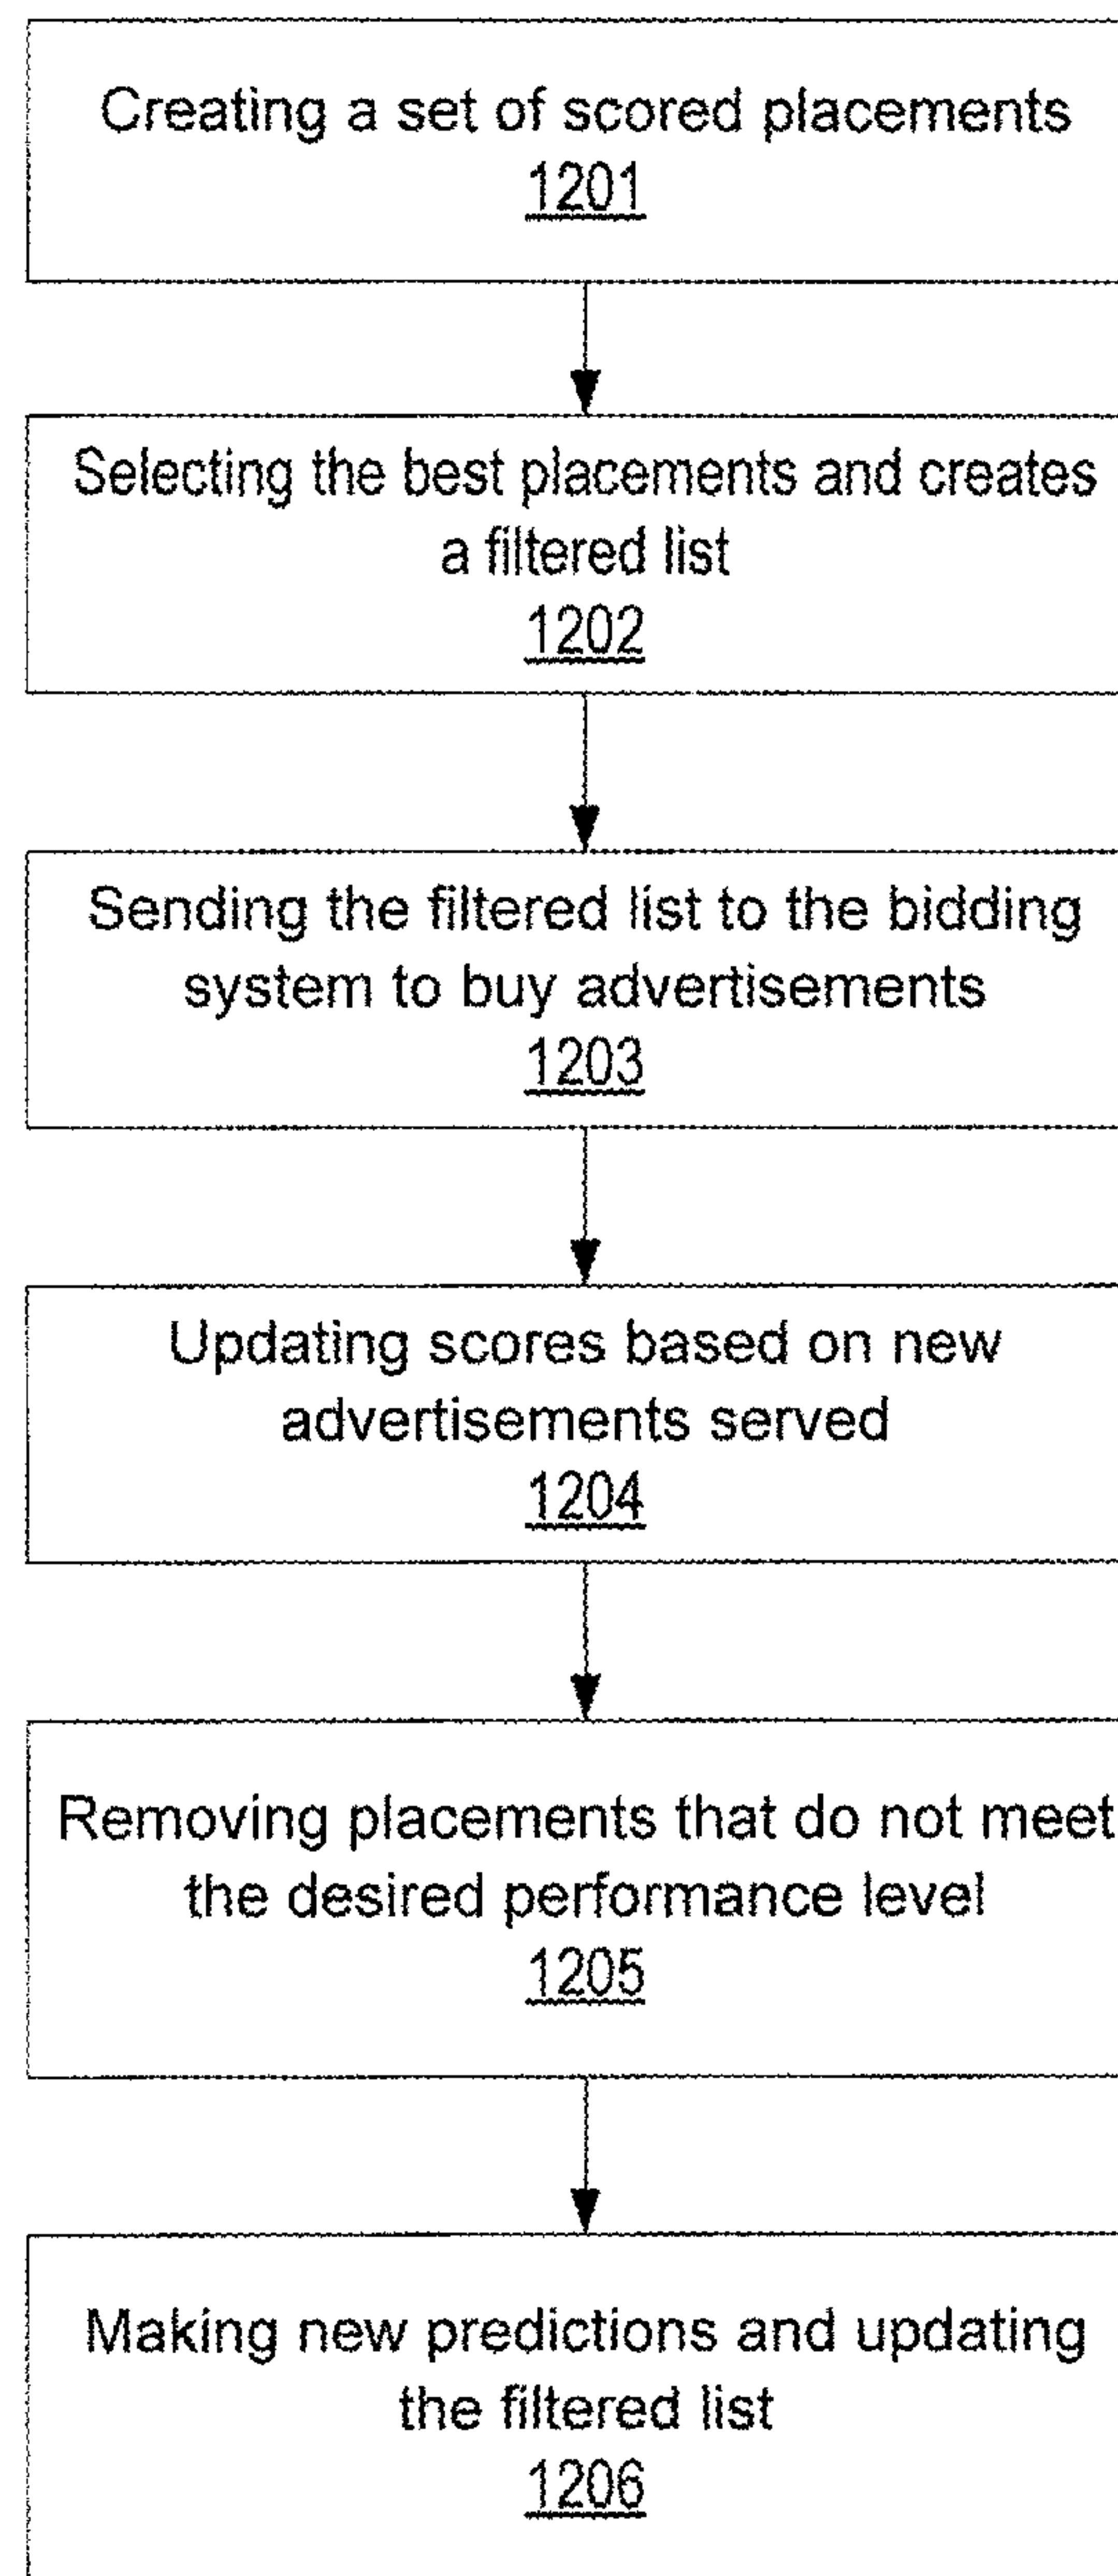 Creating a set of scored placements
1201
Selecting the best placements and creates
a filtered list
1202
Sending the filtered list to the bidding
system to buy advertisements
1203
Updating scores based on new
advertisements served
1204
Removing placements that do not meet
the desired performance level
1205
Making new predictions and updating
the filtered list
1206